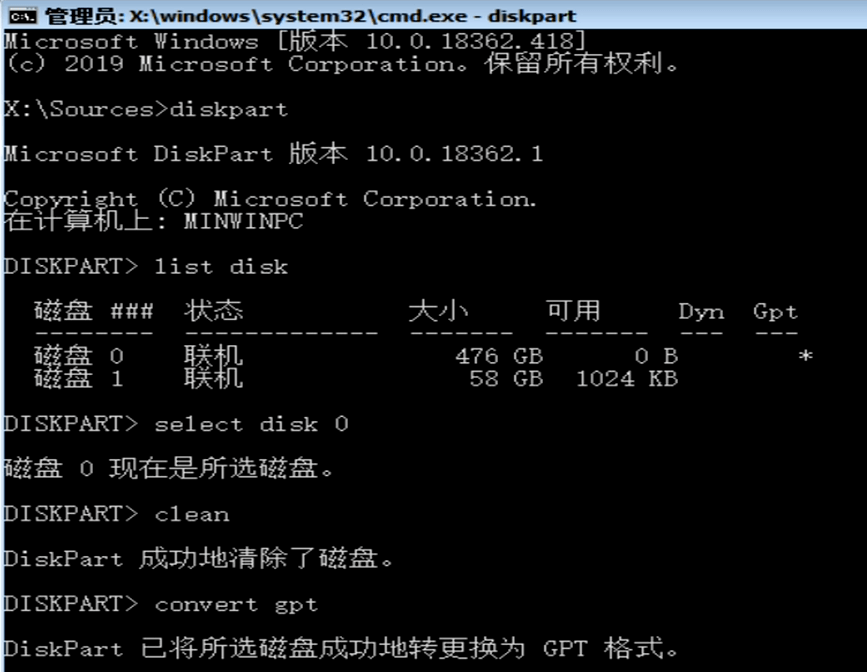 管理员: X:\windows\system32\cmd.exe - diskpart
Microsoft Windows [版本 10.0.18362.418]
(c) 2019 Microsoft Corporation。保留所有权利。
X:\Sources>diskpart
Microsoft DiskPart 版本 10.0.18362.1
Copyright (C) Microsoft Corporation.
在计算机上: MINWINPC
DISKPART> list disk
磁盘 ###  状态           大小     可用     Dyn  Gpt
--------  -------------  -------  -------  ---  ---
磁盘 0    联机              476 GB      0 B        *
磁盘 1    联机               58 GB  1024 KB
DISKPART> select disk 0
磁盘 0 现在是所选磁盘。
DISKPART> clean
DiskPart 成功地清除了磁盘。
DISKPART> convert gpt
DiskPart 已将所选磁盘成功地转更换为 GPT 格式。